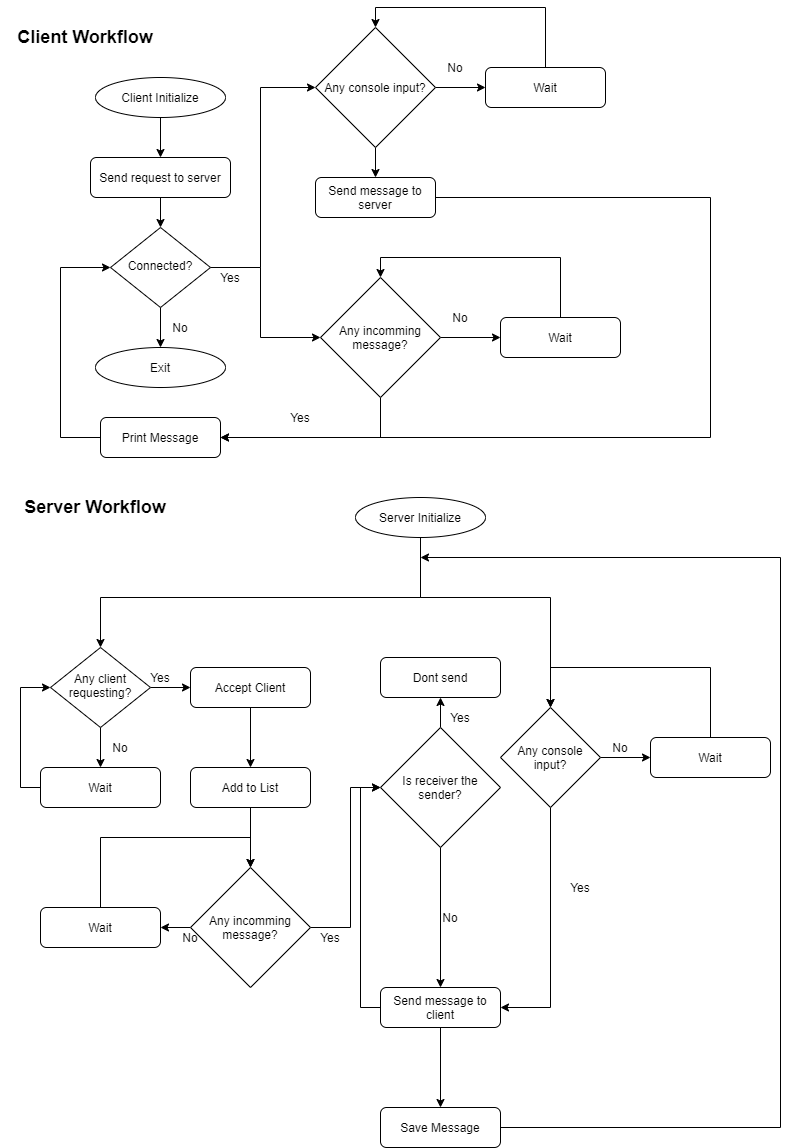 Client Workflow
Client Initialize
Send request to server
Connected?
Yes
No
Exit
Any console input?
No
Wait
Send message to
server
Any incomming
message?
No
Wait
Yes
Print Message
Server Workflow
Server Initialize
Any client
requesting?
Yes
Accept Client
No
Wait
Add to List
Any incomming
message?
No
Wait
Yes
Dont send
Yes
Is receiver the
sender?
No
Any console
input?
No
Wait
Yes
Send message to
client
Save Message